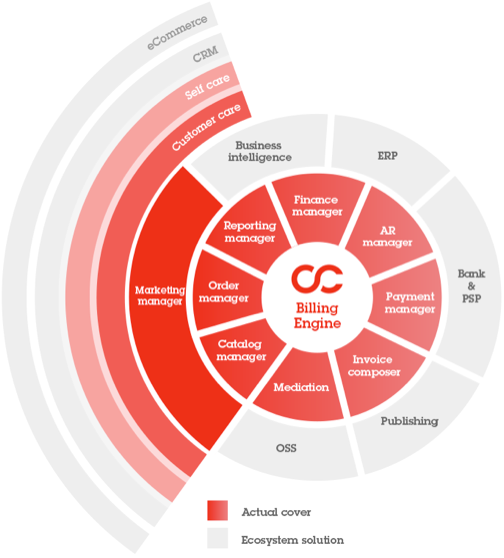 eCommerce
CRM
Self care
Customer care
Business
intelligence
ERP
Finance
manager
Reporting
manager
AR
manager
Marketing
manager
Order
manager
Billing
Engine
Payment
manager
Bank
&
PSP
Catalog
manager
Invoice
composer
Mediation
Publishing
OSS
Actual cover
Ecosystem solution